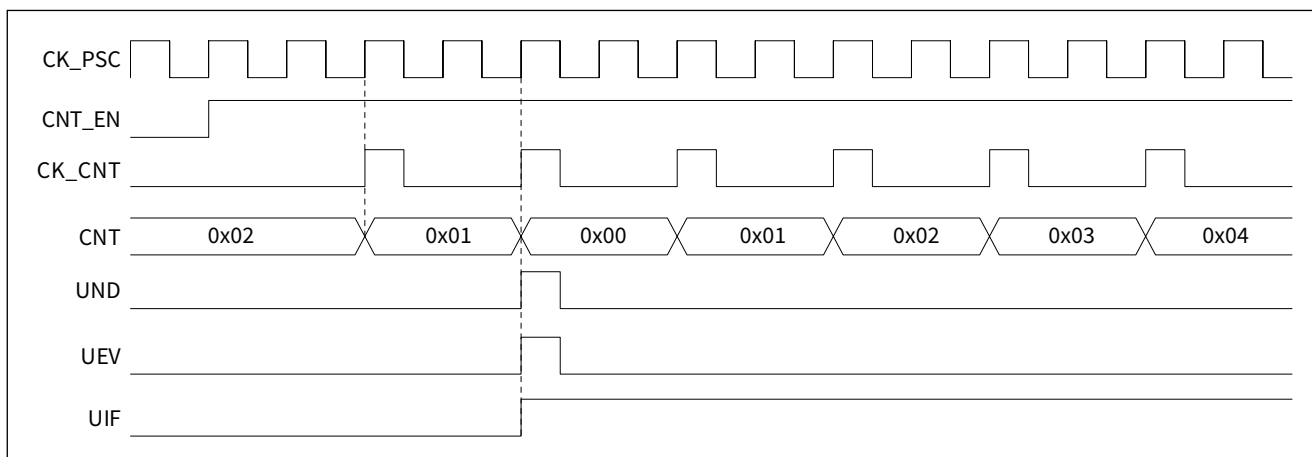 CK_PSC
CNT_EN
CK_CNT
CNT 0x02 0x01 0x00 0x01 0x02 0x03 0x04
UND
UEV
UIF